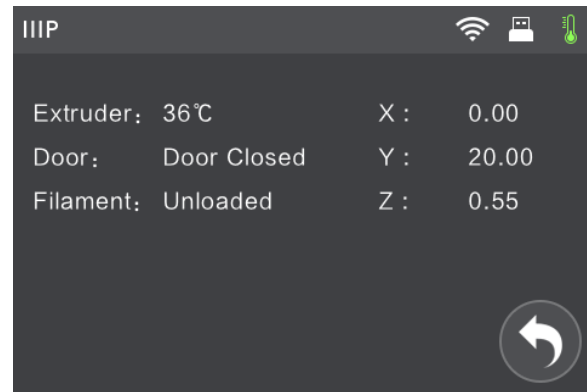 IIIP
Extruder: 36℃ X : 0.00
Door: Door Closed Y : 20.00
Filament: Unloaded Z : 0.55